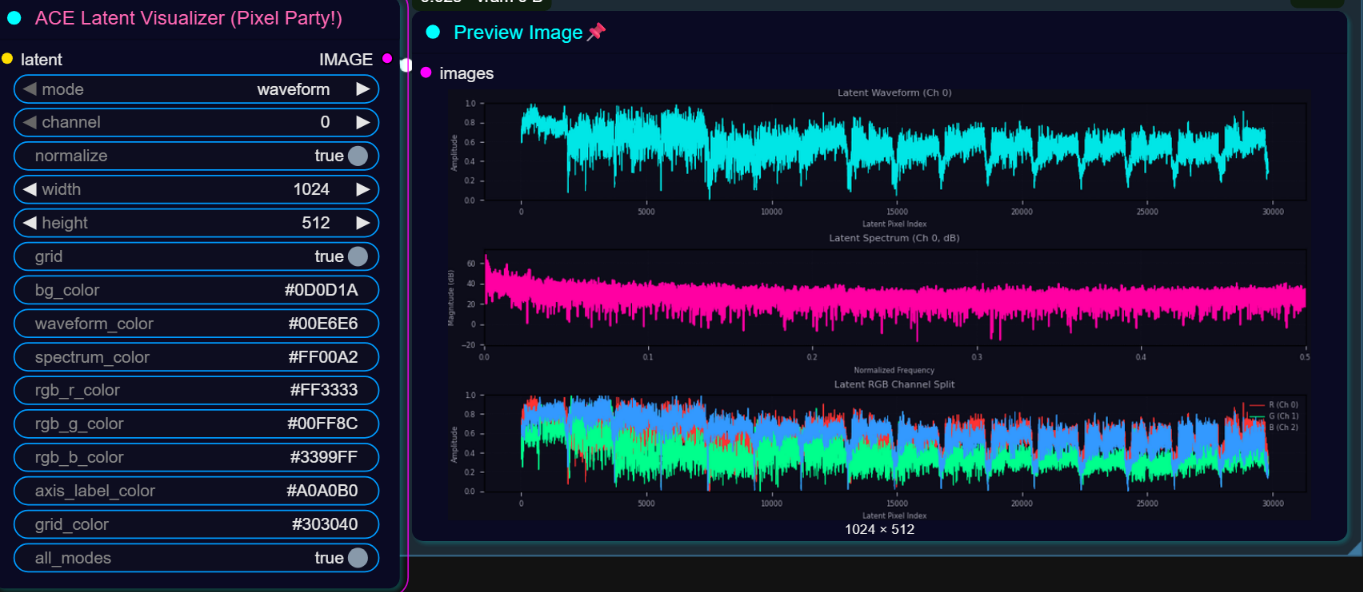 ACE Latent Visualizer (Pixel Party!)
latent
IMAGE
mode
waveform
channel
0
normalize
true
width
1024
height
512
grid
true
bg_color
#0D0D1A
waveform_color
#00E6E6
spectrum_color
#FF00A2
rgb_r_color
#FF3333
rgb_g_color
#00FF8C
rgb_b_color
#3399FF
axis_label_color
#A0A0B0
grid_color
#303040
all_modes
true
Preview Image📌
images
Latent Waveform (Ch 0)
Amplitude
1.0
0.8
0.6
0.4
0.2
0.0
0 5000 10000 15000 20000 25000 30000
Latent Pixel Index
Latent Spectrum (Ch 0, dB)
Magnitude (dB)
60
40
20
0
−20
0.0 0.1 0.2 0.3 0.4 0.5
Normalized Frequency
Latent RGB Channel Split
Amplitude
1.0
0.8
0.6
0.4
0.2
0.0
R (Ch 0)
G (Ch 1)
B (Ch 2)
0 5000 10000 15000 20000 25000 30000
Latent Pixel Index
1024 × 512